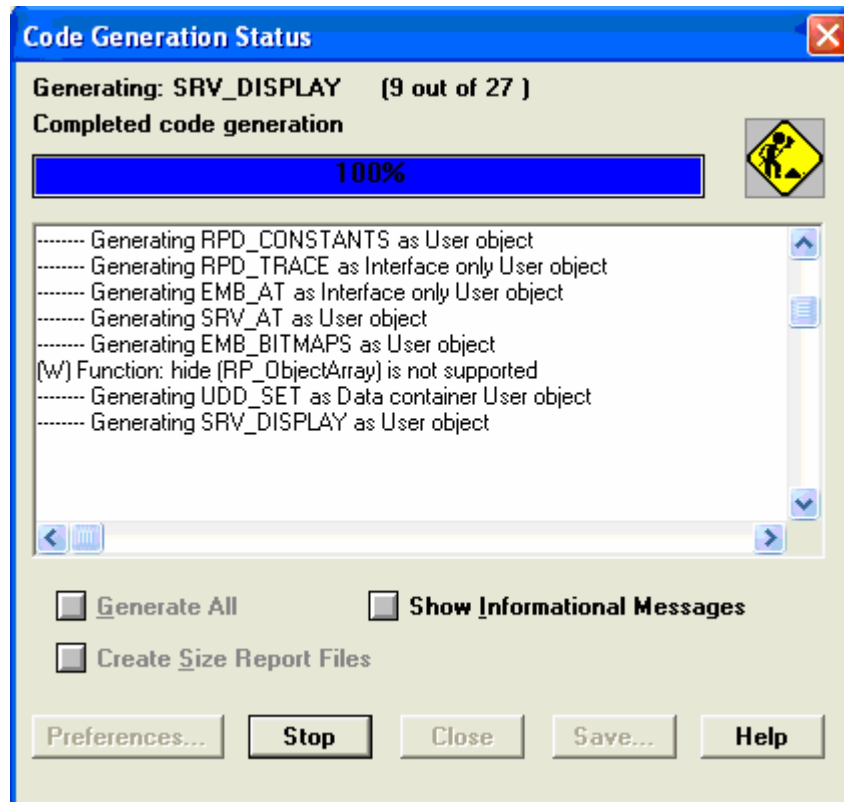 Code Generation Status
Generating: SRV_DISPLAY (9 out of 27 )
Completed code generation
100%
-------- Generating RPD_CONSTANTS as User object
-------- Generating RPD_TRACE as Interface only User object
-------- Generating EMB_AT as Interface only User object
-------- Generating SRV_AT as User object
-------- Generating EMB_BITMAPS as User object
(W) Function: hide (RP_ObjectArray) is not supported
-------- Generating UDD_SET as Data container User object
-------- Generating SRV_DISPLAY as User object
Generate All
Show Informational Messages
Create Size Report Files
Preferences... Stop Close Save... Help